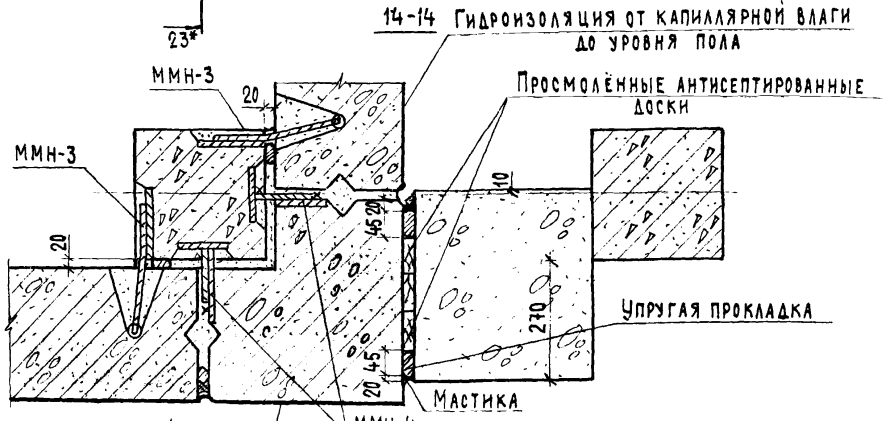 14-14 Гидроизоляция от капиллярной влаги
до уровня пола
23*
ММН-3
20
Просмолённые антисептированные
доски
ММН-3
10
20
45
20
270
Упругая прокладка
45
20
Мастика